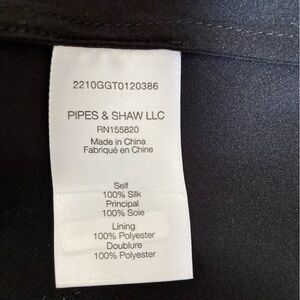 2210GGT0120386
PIPES & SHAW LLC
RN155820
Made in China
Fabriqué en Chine
Self
100% Silk
Principal
100% Soie
Lining
100% Polyester
Doublure
100% Polyester